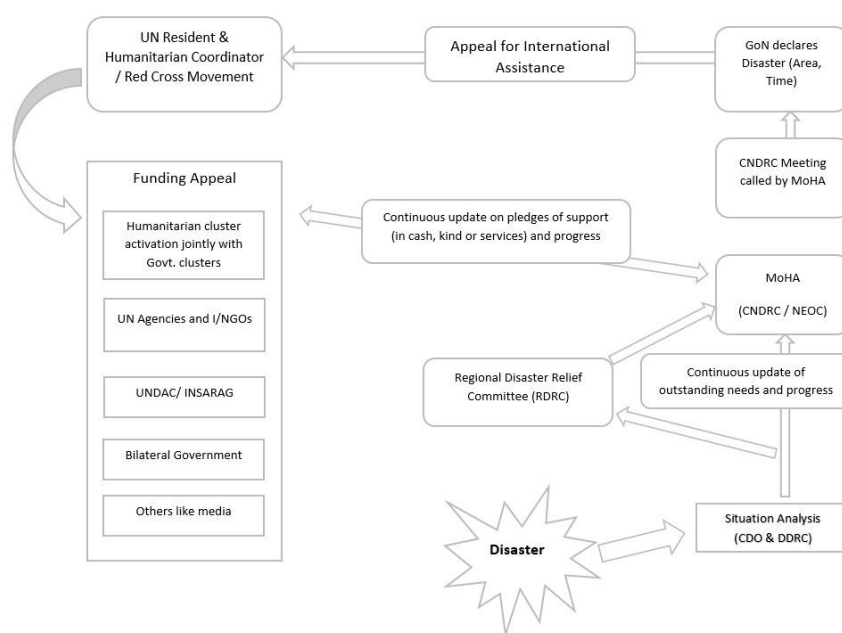 UN Resident &
Humanitarian Coordinator
/ Red Cross Movement
Appeal for International
Assistance
GoN declares
Disaster (Area,
Time)
CNDRC Meeting
called by MoHA
Funding Appeal
Humanitarian cluster
activation jointly with
Govt. clusters
UN Agencies and I/NGOs
UNDAC/ INSARAG
Bilateral Government
Others like media
Continuous update on pledges of support
(in cash, kind or services) and progress
MoHA
(CNDRC / NEOC)
Regional Disaster Relief
Committee (RDRC)
Continuous update of
outstanding needs and progress
Disaster
Situation Analysis
(CDO & DDRC)